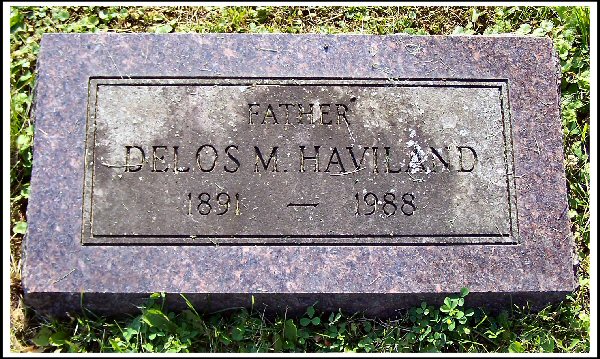 FATHER
DELOS M. HAVILAND
1891 — 1988